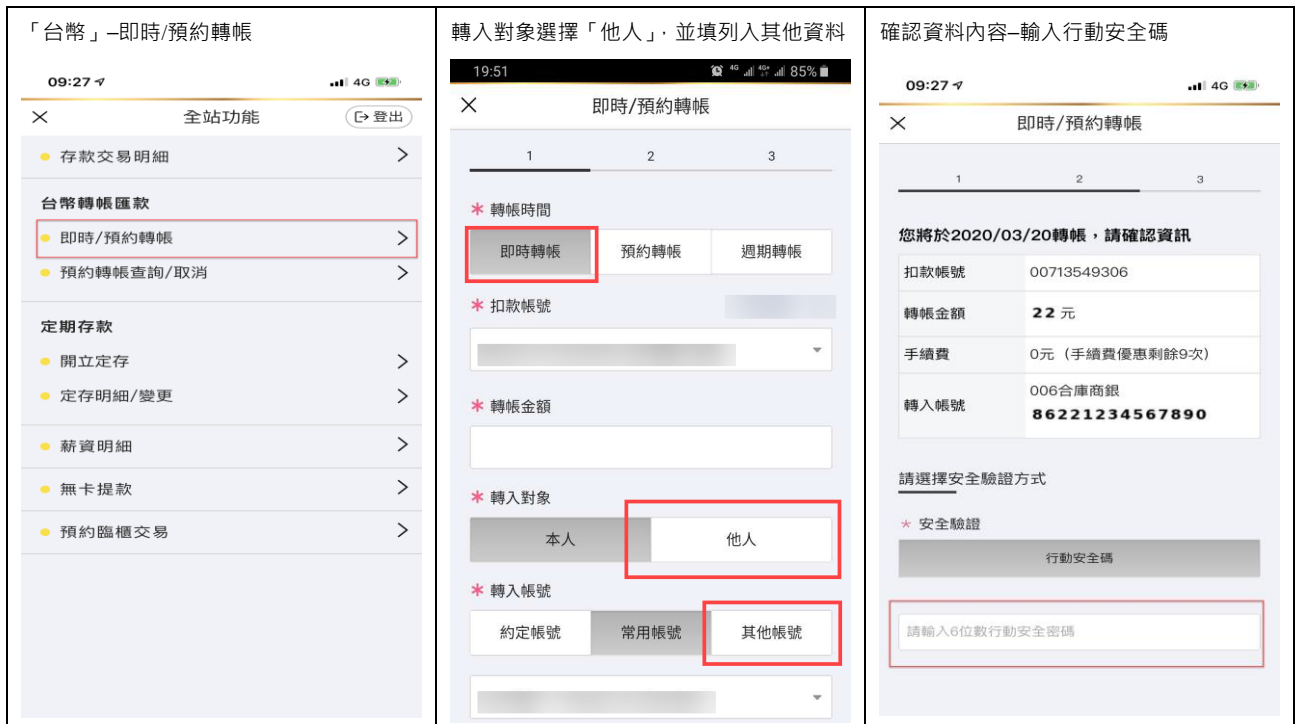 「台幣」–即時/預約轉帳
09:27
4G
全站功能
登出
存款交易明細
台幣轉帳匯款
即時/預約轉帳
預約轉帳查詢/取消
定期存款
開立定存
定存明細/變更
薪資明細
無卡提款
預約臨櫃交易
轉入對象選擇「他人」，並填列入其他資料
19:51 4G 4G+ 85%
即時/預約轉帳
1 2 3
* 轉帳時間
即時轉帳 預約轉帳 週期轉帳
* 扣款帳號
* 轉帳金額
* 轉入對象
本人 他人
* 轉入帳號
約定帳號 常用帳號 其他帳號
確認資料內容–輸入行動安全碼
09:27 4G
即時/預約轉帳
1 2 3
您將於2020/03/20轉帳，請確認資訊
扣款帳號 00713549306
轉帳金額 22 元
手續費 0元（手續費優惠剩餘9次）
轉入帳號 006合庫商銀
86221234567890
請選擇安全驗證方式
* 安全驗證
行動安全碼
請輸入6位數行動安全密碼